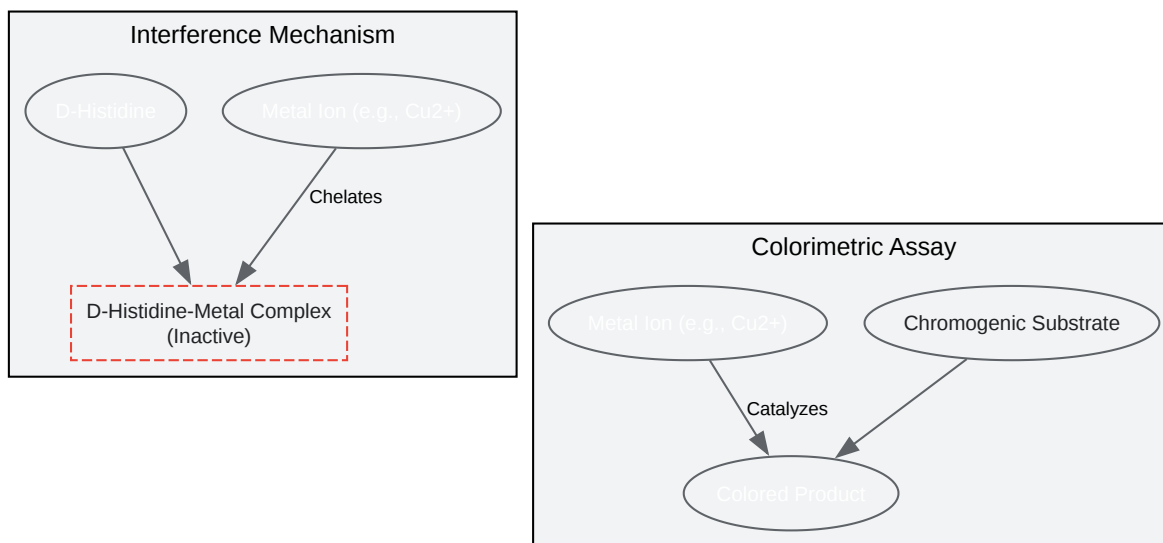 Interference Mechanism
D-Histidine
Metal Ion (e.g., Cu2+)
Chelates
D-Histidine-Metal Complex
(Inactive)
Colorimetric Assay
Metal Ion (e.g., Cu2+)
Chromogenic Substrate
Catalyzes
Colored Product